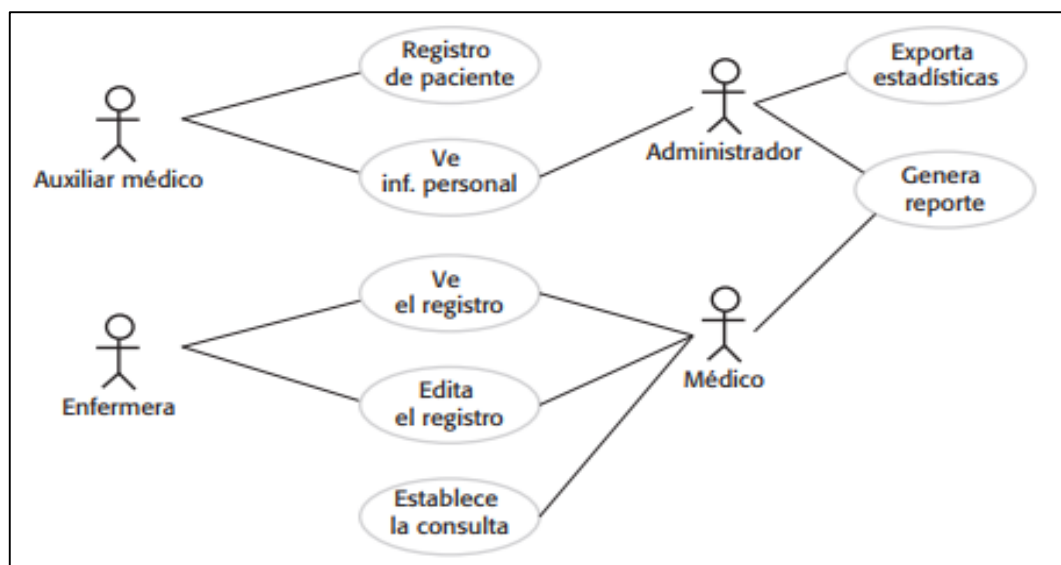 Registro
de paciente
Exporta
estadísticas
Auxiliar médico
Ve
inf. personal
Administrador
Genera
reporte
Ve
el registro
Enfermera
Edita
el registro
Médico
Establece
la consulta